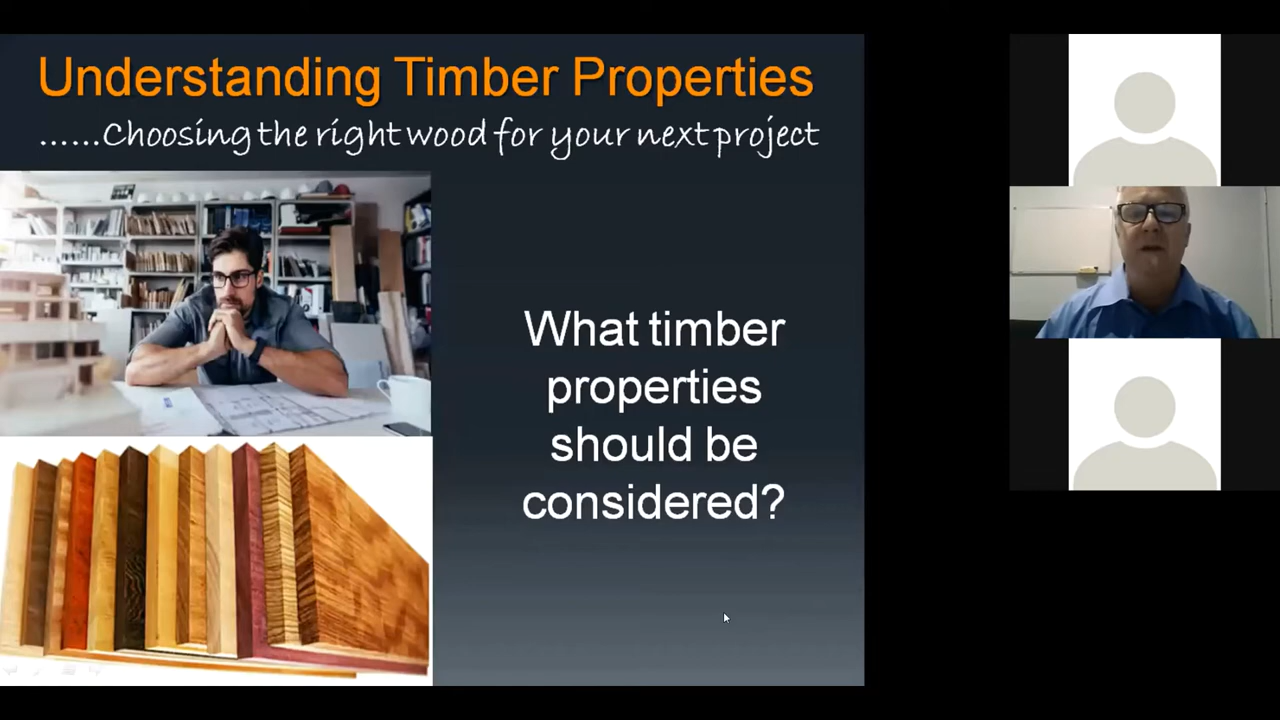 Understanding Timber Properties
......Choosing the right wood for your next project
What timber
properties
should be
considered?